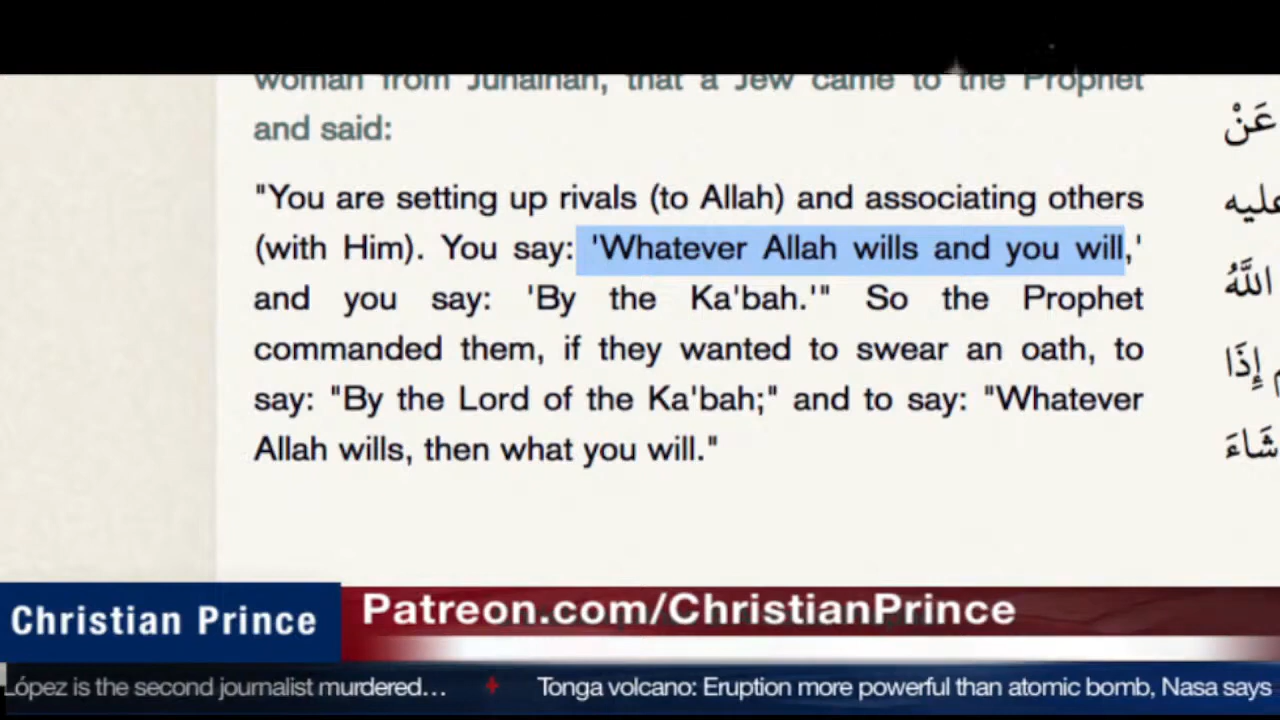 woman from Juhainah, that a Jew came to the Prophet
and said:
"You are setting up rivals (to Allah) and associating others
(with Him). You say: 'Whatever Allah wills and you will,'
and you say: 'By the Ka'bah.'" So the Prophet
commanded them, if they wanted to swear an oath, to
say: "By the Lord of the Ka'bah;" and to say: "Whatever
Allah wills, then what you will."
عَنْ
عليه
اللَّهُ
م إِذَا
شَاءَ
Christian Prince
Patreon.com/ChristianPrince
López is the second journalist murdered...
Tonga volcano: Eruption more powerful than atomic bomb, Nasa says